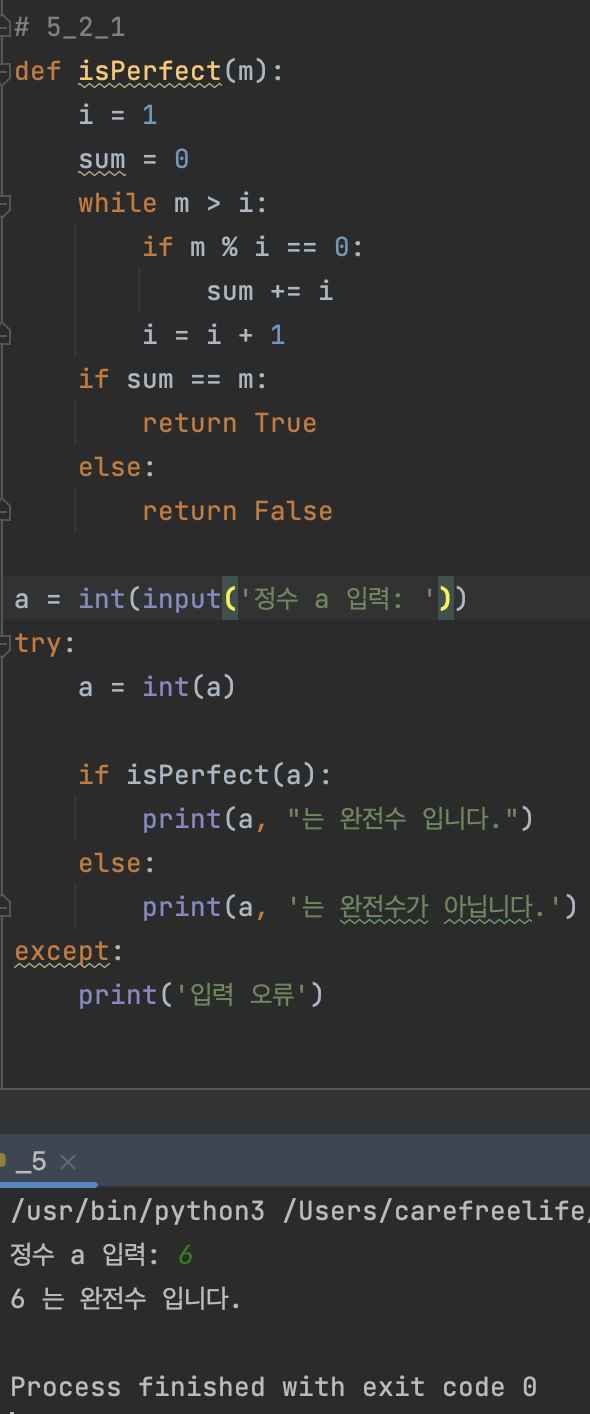 # 5_2_1
def isPerfect(m):
    i = 1
    sum = 0
    while m > i:
        if m % i == 0:
            sum += i
        i = i + 1
    if sum == m:
        return True
    else:
        return False
a = int(input('정수 a 입력: '))
try:
    a = int(a)
    if isPerfect(a):
        print(a, "는 완전수 입니다.")
    else:
        print(a, '는 완전수가 아닙니다.')
except:
    print('입력 오류')
_5
/usr/bin/python3 /Users/carefreelife/
정수 a 입력: 6
6 는 완전수 입니다.
Process finished with exit code 0